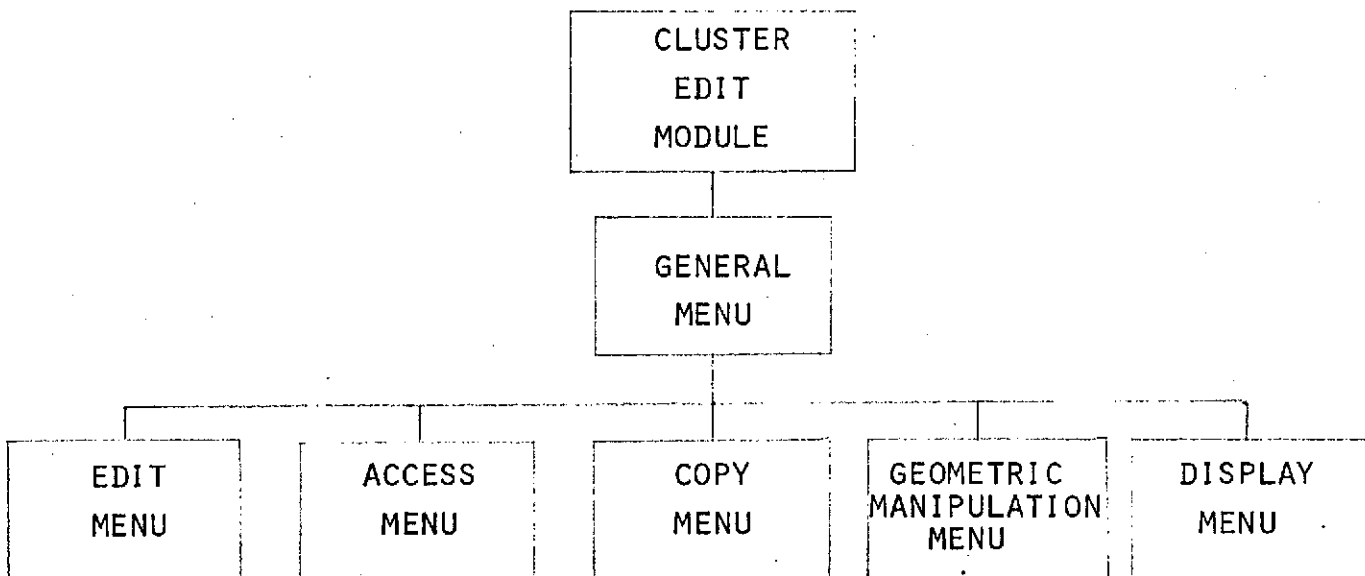 CLUSTER
EDIT
MODULE
GENERAL
MENU
EDIT
MENU
ACCESS
MENU
COPY
MENU
GEOMETRIC
MANIPULATION
MENU
DISPLAY
MENU